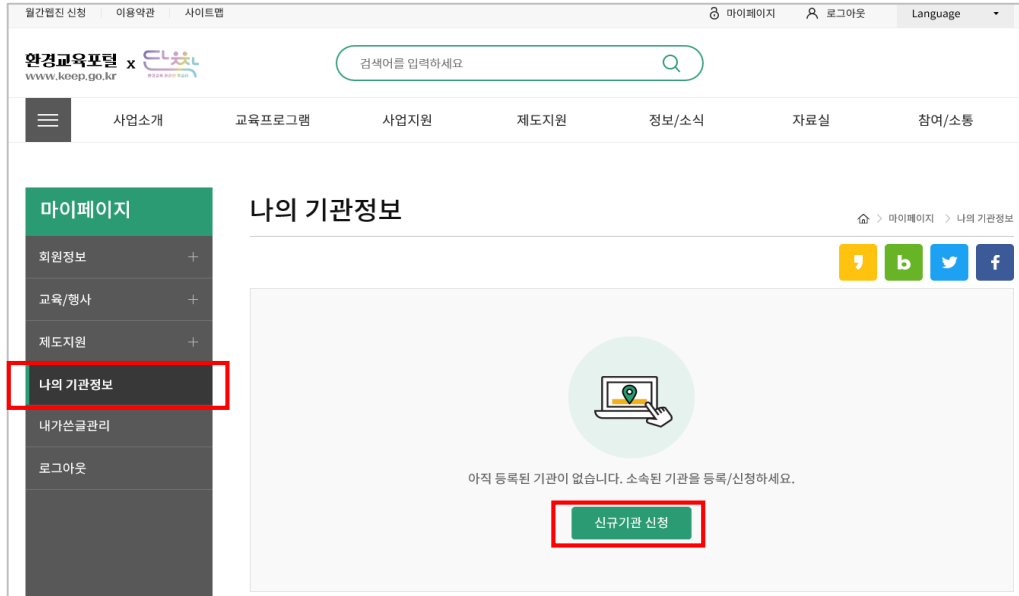 월간웹진 신청 이용약관 사이트맵 마이페이지 로그아웃 Language
환경교육포털 x
www.keep.go.kr
검색어를 입력하세요
사업소개 교육프로그램 사업지원 제도지원 정보/소식 자료실 참여/소통
마이페이지
회원정보
교육/행사
제도지원
나의 기관정보
내가쓴글관리
로그아웃
나의 기관정보
마이페이지 > 나의 기관정보
아직 등록된 기관이 없습니다. 소속된 기관을 등록/신청하세요.
신규기관 신청